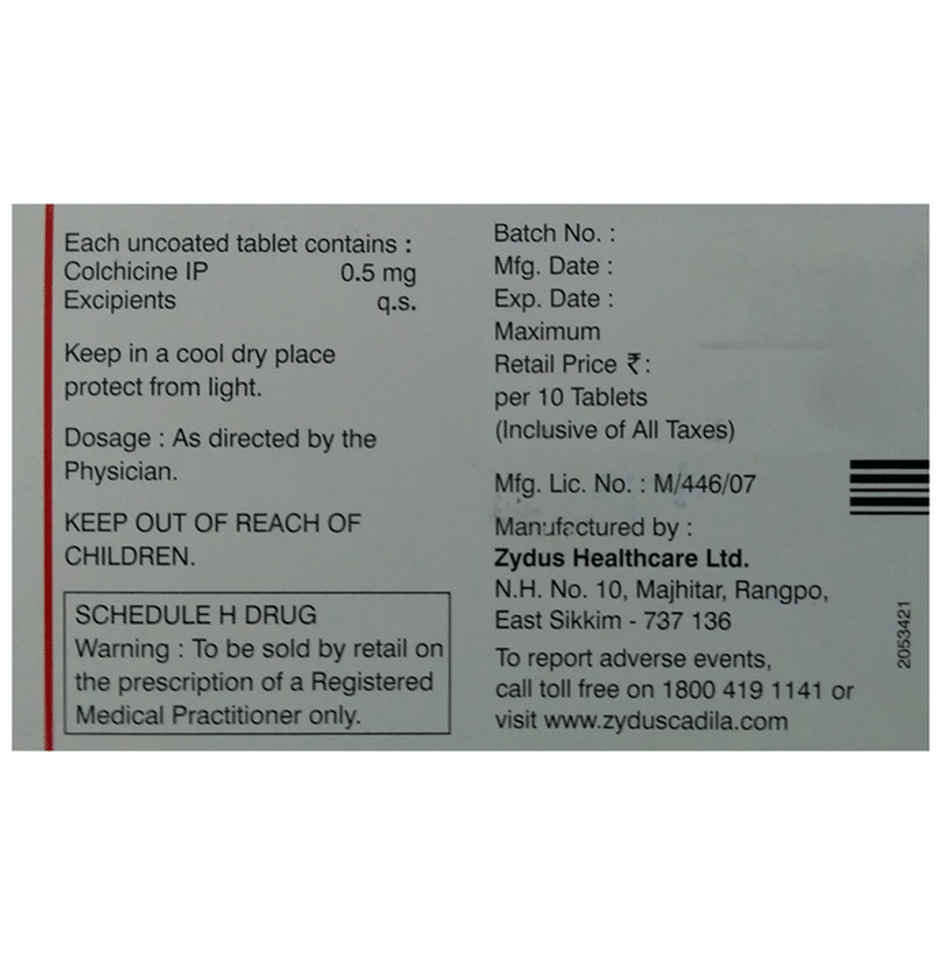 Each uncoated tablet contains :
Colchicine IP 0.5 mg
Excipients q.s.
Keep in a cool dry place
protect from light.
Dosage : As directed by the
Physician.
KEEP OUT OF REACH OF
CHILDREN.
SCHEDULE H DRUG
Warning : To be sold by retail on
the prescription of a Registered
Medical Practitioner only.
Batch No. :
Mfg. Date :
Exp. Date :
Maximum
Retail Price ₹:
per 10 Tablets
(Inclusive of All Taxes)
Mfg. Lic. No. : M/446/07
Manufactured by :
Zydus Healthcare Ltd.
N.H. No. 10, Majhitar, Rangpo,
East Sikkim - 737 136
To report adverse events,
call toll free on 1800 419 1141 or
visit www.zyduscadila.com
2053421